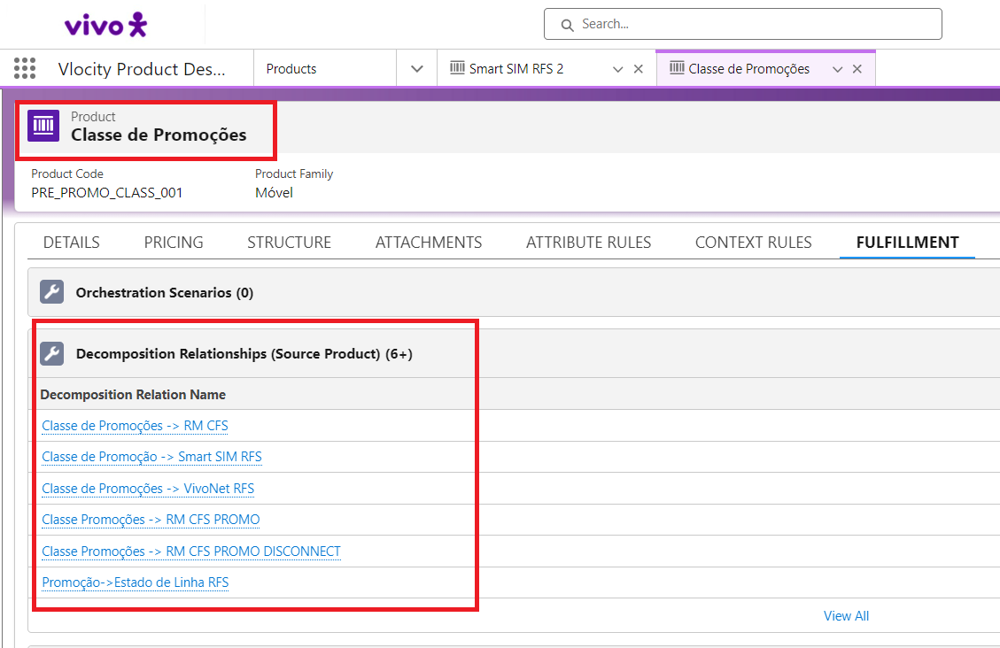 vivo
Search...
Vlocity Product Des...
Products
Smart SIM RFS 2
Classe de Promoções
Product
Classe de Promoções
Product Code
Product Family
PRE_PROMO_CLASS_001
Móvel
DETAILS
PRICING
STRUCTURE
ATTACHMENTS
ATTRIBUTE RULES
CONTEXT RULES
FULFILLMENT
Orchestration Scenarios (0)
Decomposition Relationships (Source Product) (6+)
Decomposition Relation Name
Classe de Promoções -> RM CFS
Classe de Promoção -> Smart SIM RFS
Classe de Promoções -> VivoNet RFS
Classe Promoções -> RM CFS PROMO
Classe Promoções -> RM CFS PROMO DISCONNECT
Promoção->Estado de Linha RFS
View All